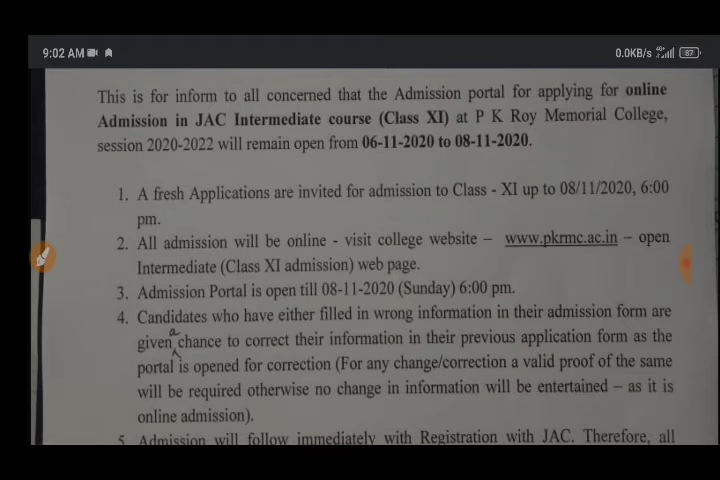 9:02 AM
0.0KB/s 87
This is for inform to all concerned that the Admission portal for applying for online
Admission in JAC Intermediate course (Class XI) at P K Roy Memorial College,
session 2020-2022 will remain open from 06-11-2020 to 08-11-2020.
1. A fresh Applications are invited for admission to Class - XI up to 08/11/2020, 6:00
pm.
2. All admission will be online - visit college website – www.pkrmc.ac.in – open
Intermediate (Class XI admission) web page.
3. Admission Portal is open till 08-11-2020 (Sunday) 6:00 pm.
4. Candidates who have either filled in wrong information in their admission form are
given a chance to correct their information in their previous application form as the
portal is opened for correction (For any change/correction a valid proof of the same
will be required otherwise no change in information will be entertained – as it is
online admission).
5. Admission will follow immediately with Registration with JAC. Therefore, all